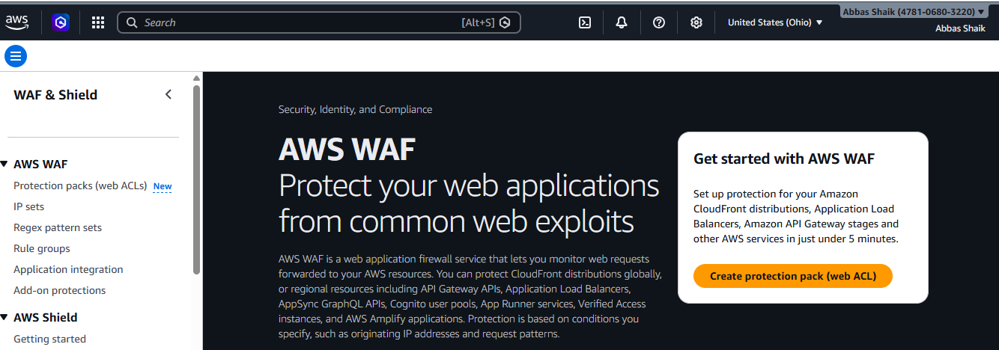 aws
Search
[Alt+S]
United States (Ohio)
Abbas Shaik (4781-0680-3220)
Abbas Shaik
WAF & Shield
AWS WAF
Protection packs (web ACLs) New
IP sets
Regex pattern sets
Rule groups
Application integration
Add-on protections
AWS Shield
Getting started
Security, Identity, and Compliance
AWS WAF
Protect your web applications
from common web exploits
AWS WAF is a web application firewall service that lets you monitor web requests
forwarded to your AWS resources. You can protect CloudFront distributions globally,
or regional resources including API Gateway APIs, Application Load Balancers,
AppSync GraphQL APIs, Cognito user pools, App Runner services, Verified Access
instances, and AWS Amplify applications. Protection is based on conditions you
specify, such as originating IP addresses and request patterns.
Get started with AWS WAF
Set up protection for your Amazon
CloudFront distributions, Application Load
Balancers, Amazon API Gateway stages and
other AWS services in just under 5 minutes.
Create protection pack (web ACL)